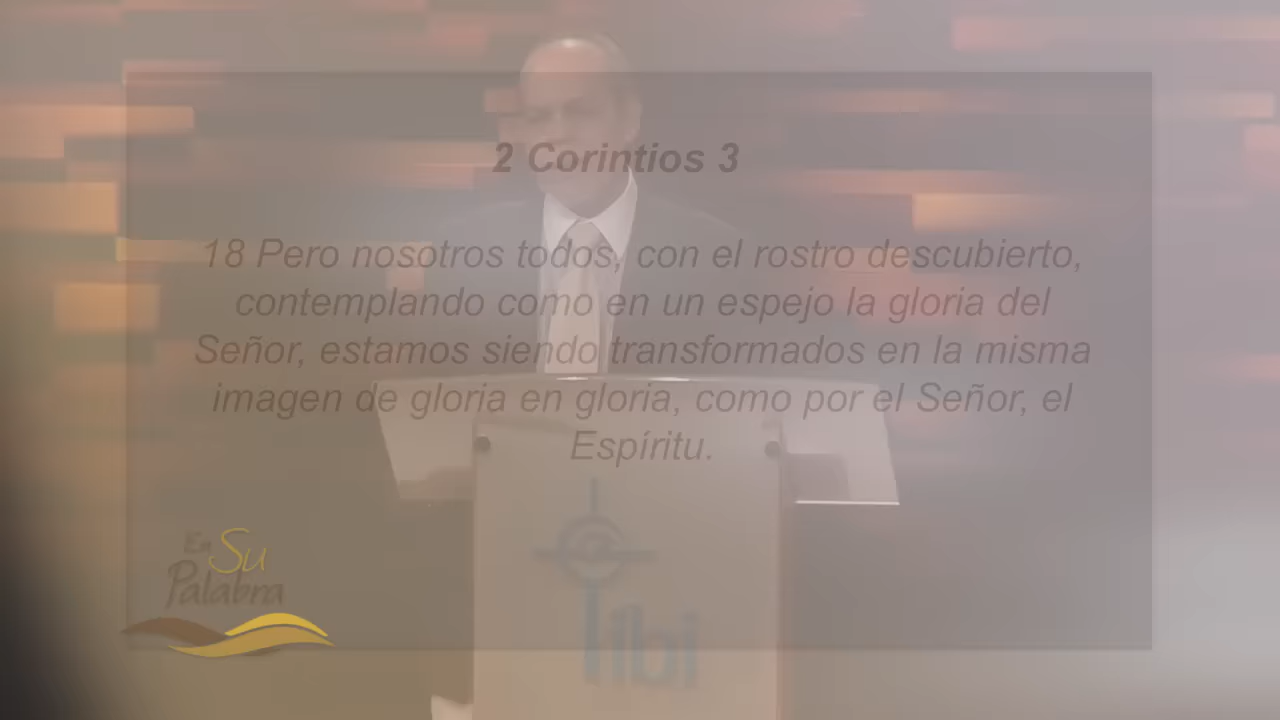 2 Corintios 3
18 Pero nosotros todos, con el rostro descubierto,
contemplando como en un espejo la gloria del
Señor, estamos siendo transformados en la misma
imagen de gloria en gloria, como por el Señor, el
Espíritu.
En Su
Palabra
ibi